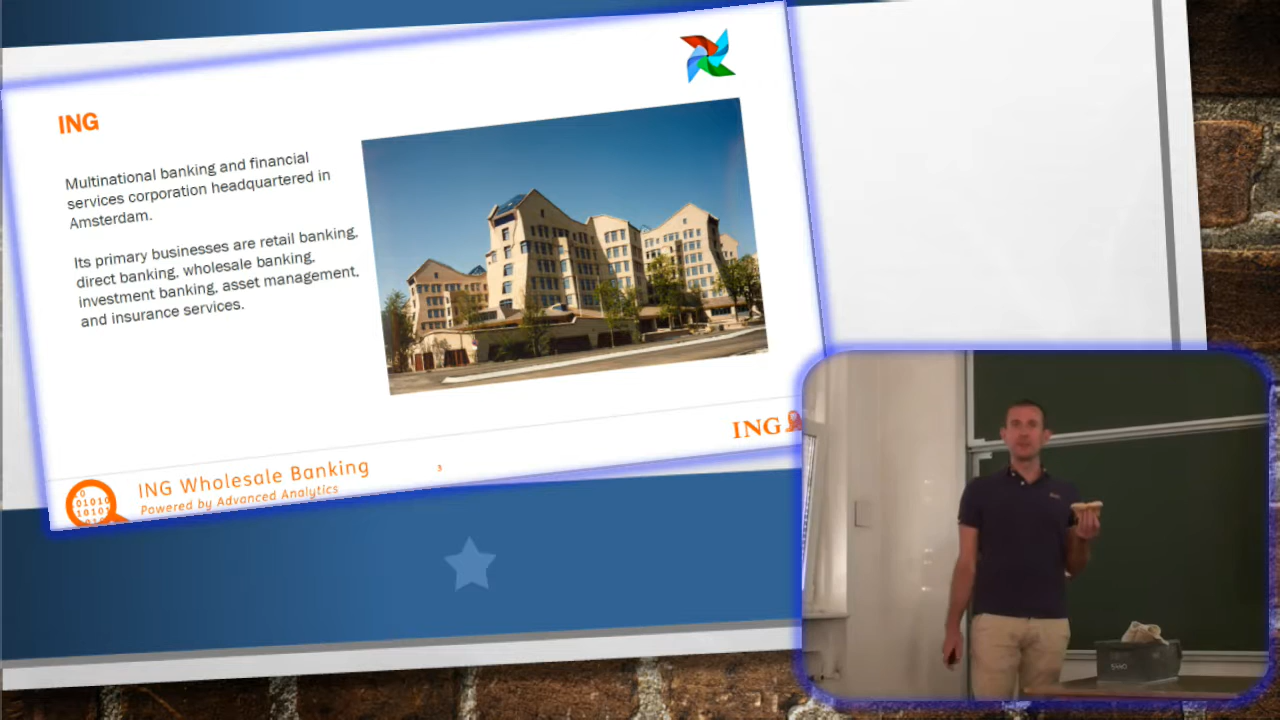 ING
Multinational banking and financial
services corporation headquartered in
Amsterdam.
Its primary businesses are retail banking,
direct banking, wholesale banking,
investment banking, asset management,
and insurance services.
ING
ING Wholesale Banking
Powered by Advanced Analytics
3